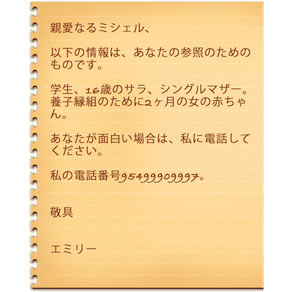 親愛なるミシェル、
以下の情報は、あなたの参照のための
ものです。
学生、16歳のサラ、シングルマザー。
養子縁組のために2ヶ月の女の赤ちゃ
ん。
あなたが面白い場合は、私に電話して
ください。
私の電話番号95499909997。
敬具
エミリー